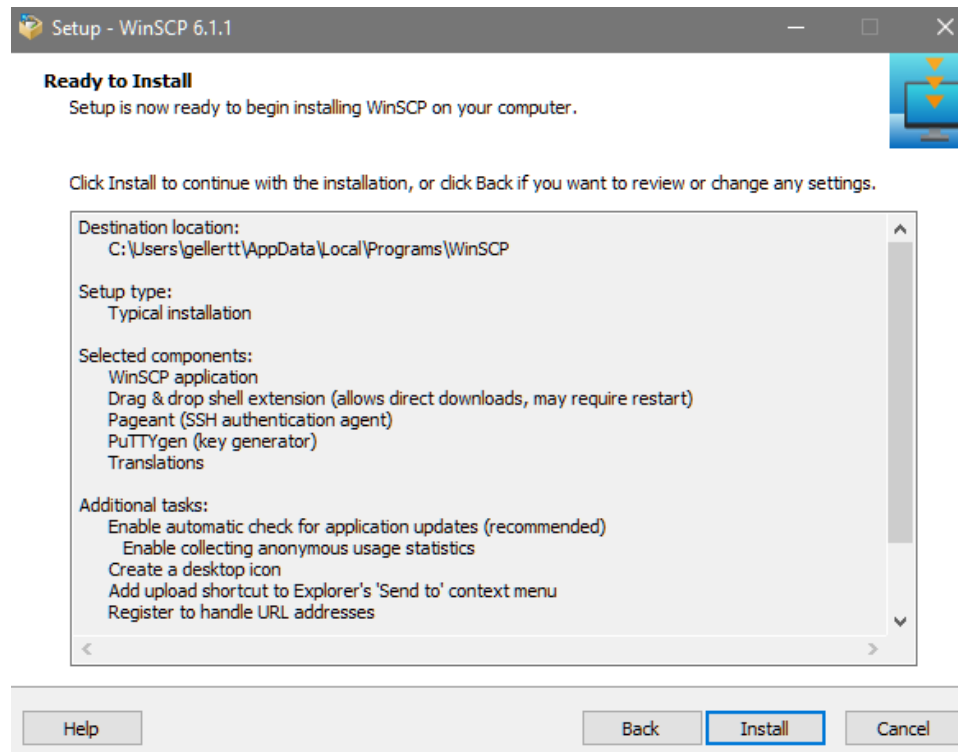 Setup - WinSCP 6.1.1
Ready to Install
Setup is now ready to begin installing WinSCP on your computer.
Click Install to continue with the installation, or click Back if you want to review or change any settings.
Destination location:
C:\Users\gellertt\AppData\Local\Programs\WinSCP
Setup type:
Typical installation
Selected components:
WinSCP application
Drag & drop shell extension (allows direct downloads, may require restart)
Pageant (SSH authentication agent)
PuTTYgen (key generator)
Translations
Additional tasks:
Enable automatic check for application updates (recommended)
Enable collecting anonymous usage statistics
Create a desktop icon
Add upload shortcut to Explorer's 'Send to' context menu
Register to handle URL addresses
Help Back Install Cancel